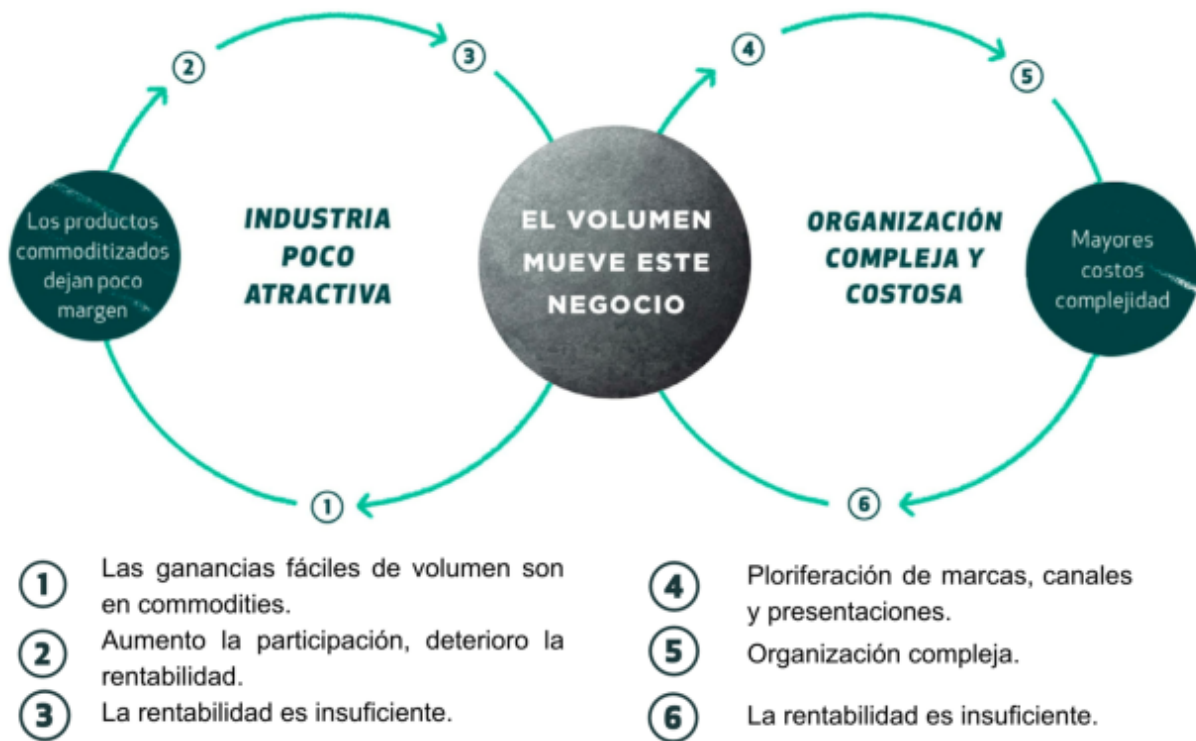 2
3
4
5
Los productos
commoditizados
dejan poco
margen
INDUSTRIA
POCO
ATRACTIVA
EL VOLUMEN
MUEVE ESTE
NEGOCIO
ORGANIZACIÓN
COMPLEJA Y
COSTOSA
Mayores
costos
complejidad
1
6
1 Las ganancias fáciles de volumen son
en commodities.
2 Aumento la participación, deterioro la
rentabilidad.
3 La rentabilidad es insuficiente.
4 Ploriferación de marcas, canales
y presentaciones.
5 Organización compleja.
6 La rentabilidad es insuficiente.